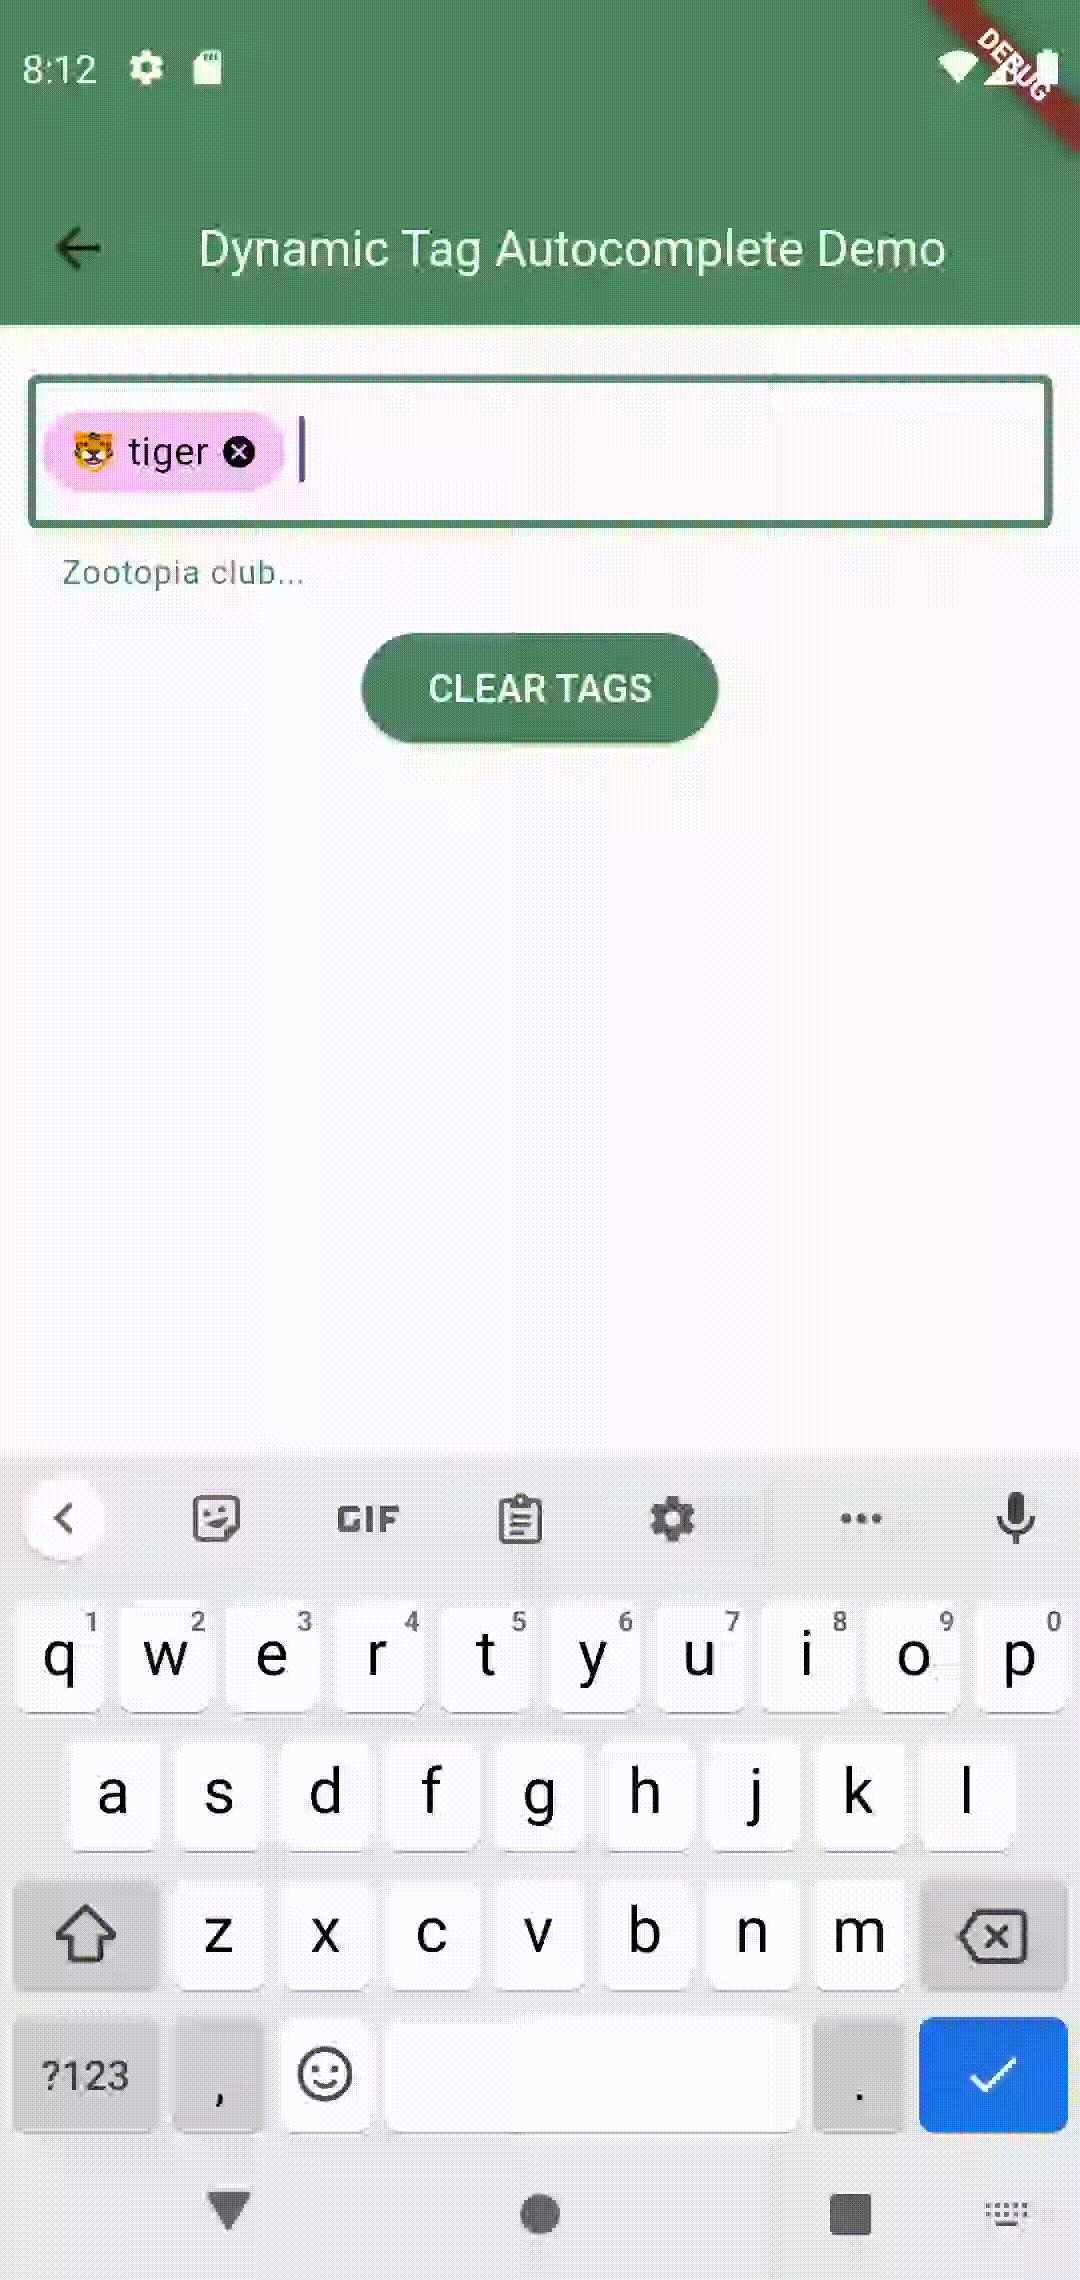 8:12
DEBUG
Dynamic Tag Autocomplete Demo
🐯 tiger
Zootopia club...
CLEAR TAGS
GIF
1 2 3 4 5 6 7 8 9 0
q w e r t y u i o p
a s d f g h j k l
z x c v b n m
?123 , .